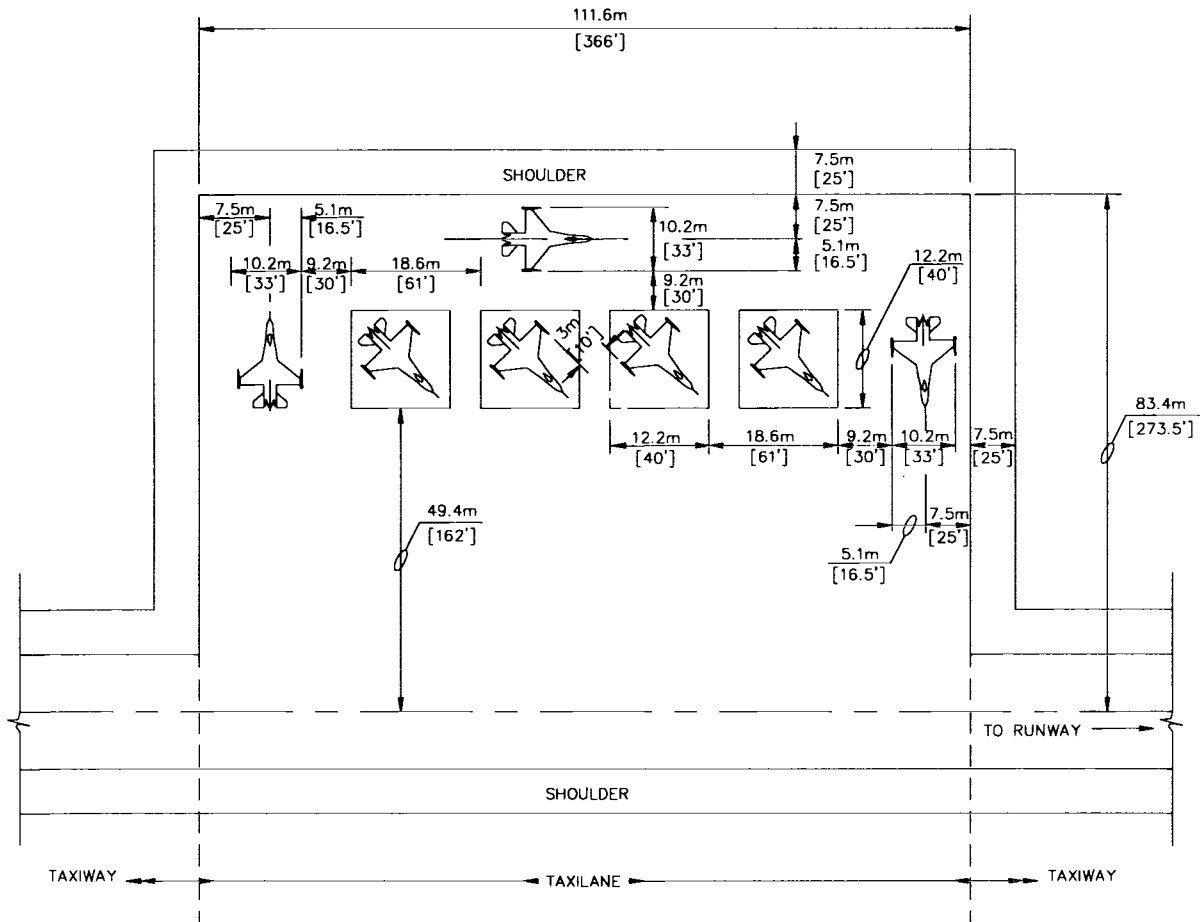 111.6m
[366']
SHOULDER
7.5m
[25']
7.5m
[25']
5.1m
[16.5']
10.2m
[33']
7.5m
[25']
5.1m
[16.5']
10.2m
[33']
9.2m
[30']
18.6m
[61']
9.2m
[30']
12.2m
[40']
3m
[10']
83.4m
[273.5']
12.2m
[40']
18.6m
[61']
9.2m
[30']
10.2m
[33']
7.5m
[25']
49.4m
[162']
7.5m
[25']
5.1m
[16.5']
TO RUNWAY
SHOULDER
TAXIWAY
TAXILANE
TAXIWAY